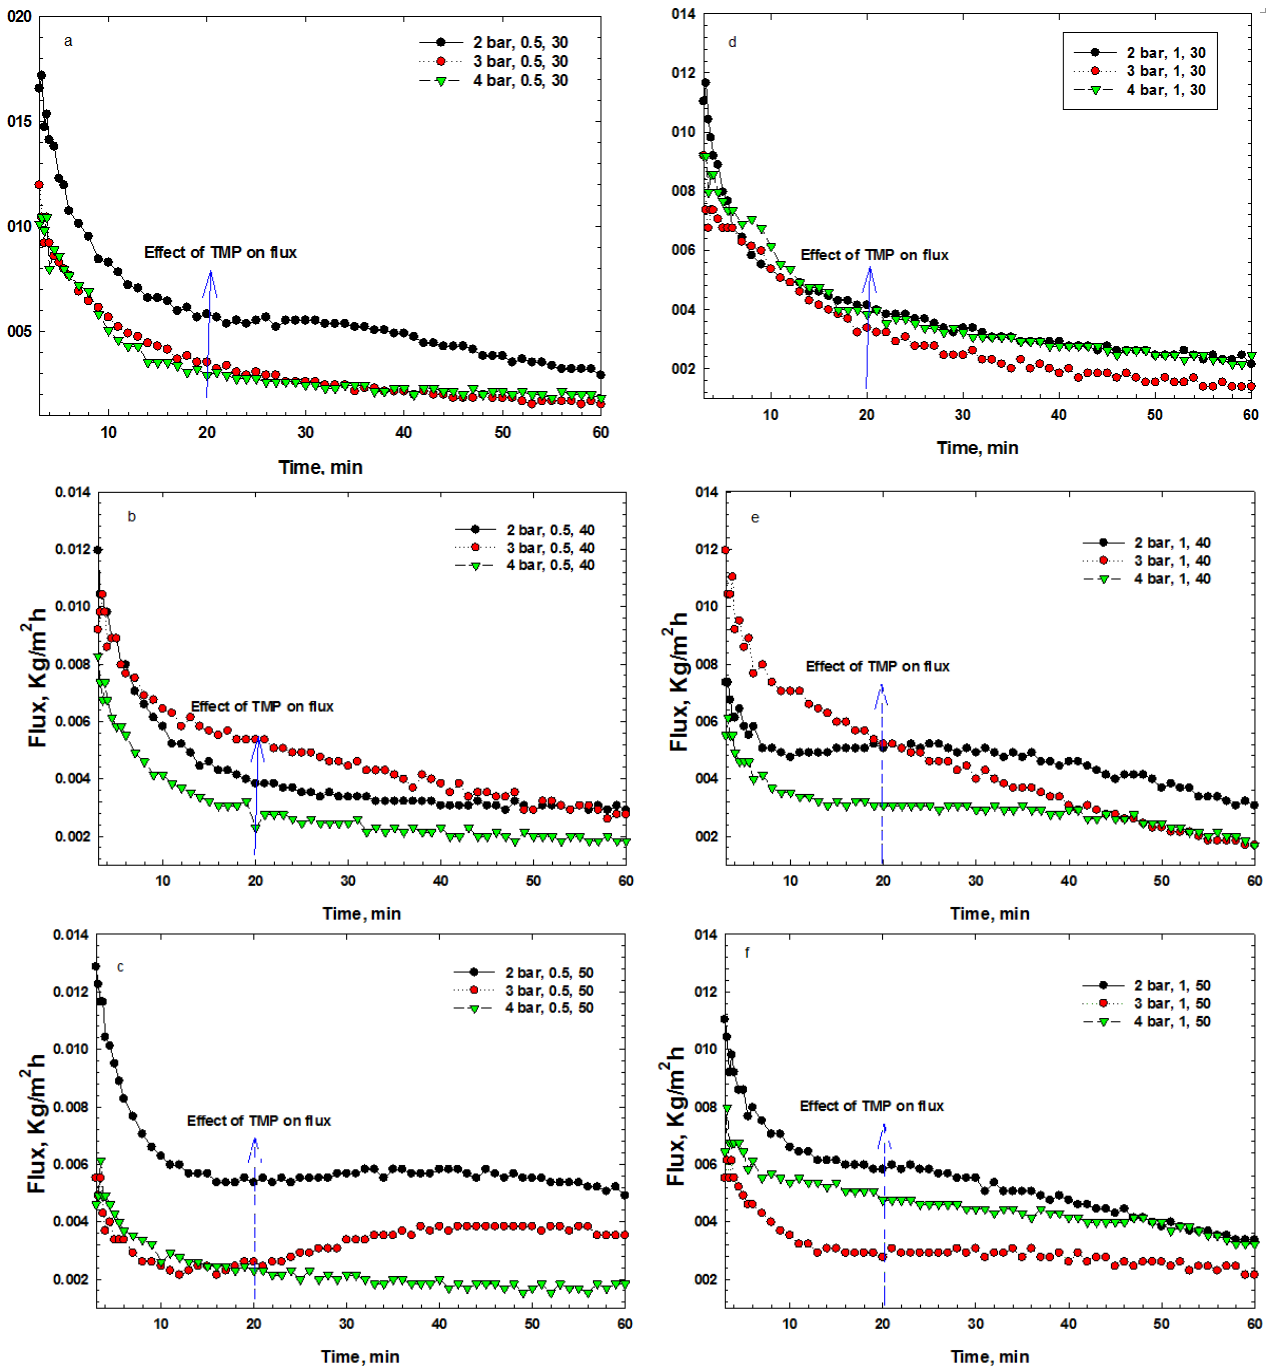 a
020
015
010
005
10 20 30 40 50 60
Time, min
2 bar, 0.5, 30
3 bar, 0.5, 30
4 bar, 0.5, 30
Effect of TMP on flux
d
014
012
010
008
006
004
002
10 20 30 40 50 60
Time, min
2 bar, 1, 30
3 bar, 1, 30
4 bar, 1, 30
Effect of TMP on flux
b
0.014
0.012
0.010
0.008
0.006
0.004
0.002
Flux, Kg/m²h
10 20 30 40 50 60
Time, min
2 bar, 0.5, 40
3 bar, 0.5, 40
4 bar, 0.5, 40
Effect of TMP on flux
e
014
012
010
008
006
004
002
Flux, Kg/m²h
10 20 30 40 50 60
Time, min
2 bar, 1, 40
3 bar, 1, 40
4 bar, 1, 40
Effect of TMP on flux
c
0.014
0.012
0.010
0.008
0.006
0.004
0.002
Flux, Kg/m²h
10 20 30 40 50 60
Time, min
2 bar, 0.5, 50
3 bar, 0.5, 50
4 bar, 0.5, 50
Effect of TMP on flux
f
014
012
010
008
006
004
002
Flux, Kg/m²h
10 20 30 40 50 60
Time, min
2 bar, 1, 50
3 bar, 1, 50
4 bar, 1, 50
Effect of TMP on flux